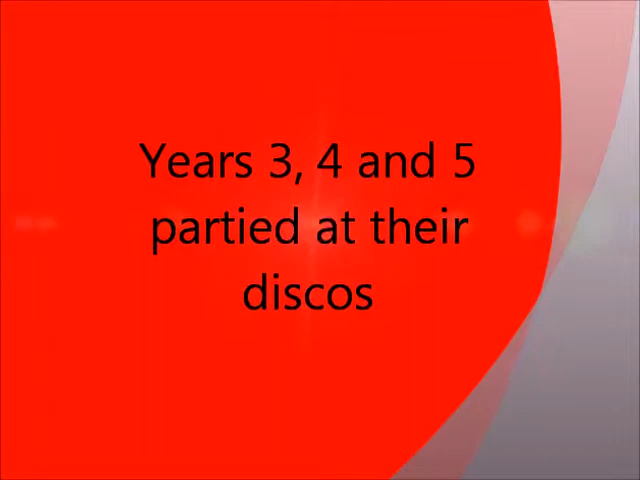 Years 3, 4 and 5
partied at their
discos